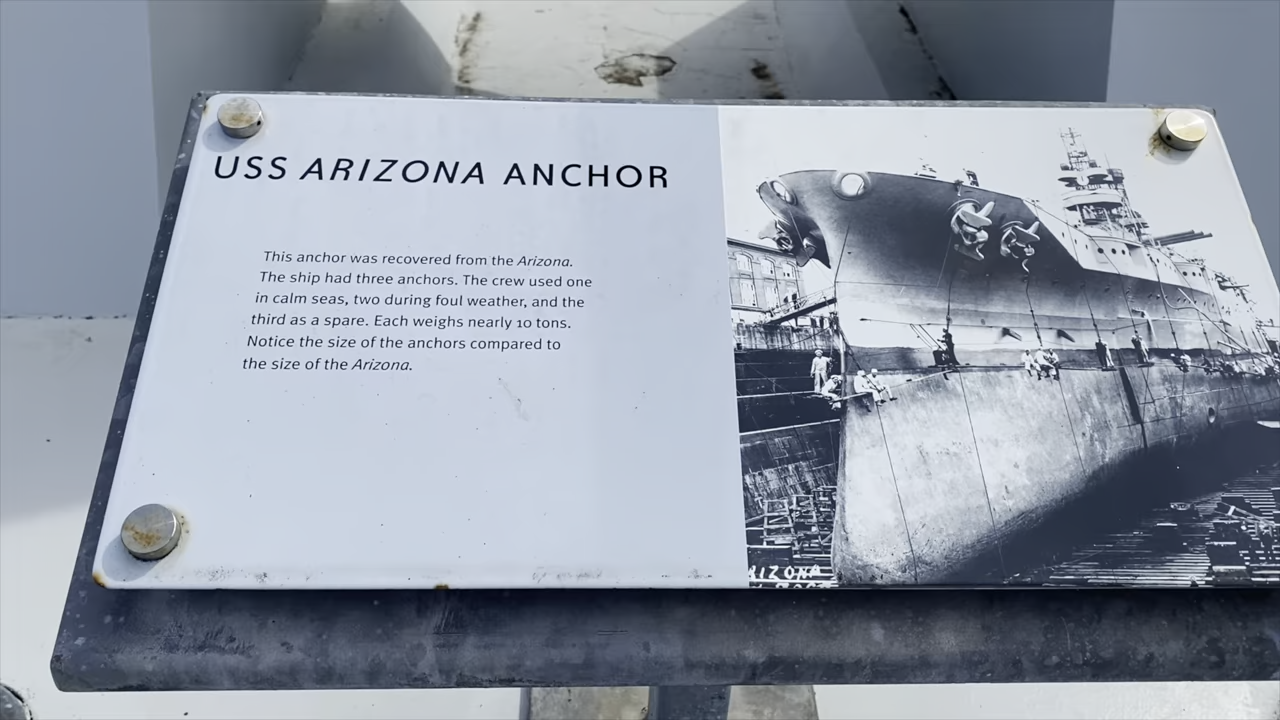 USS ARIZONA ANCHOR
This anchor was recovered from the Arizona.
The ship had three anchors. The crew used one
in calm seas, two during foul weather, and the
third as a spare. Each weighs nearly 10 tons.
Notice the size of the anchors compared to
the size of the Arizona.
RIZONA